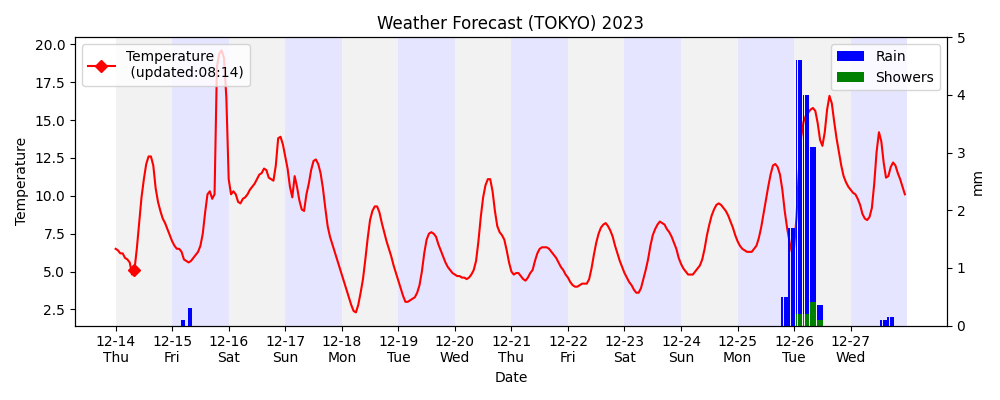 Weather Forecast (TOKYO) 2023
Temperature
(updated:08:14)
Rain
Showers
20.0
17.5
15.0
12.5
10.0
7.5
5.0
2.5
Temperature
5
4
3
2
1
0
mm
12-14 12-15 12-16 12-17 12-18 12-19 12-20 12-21 12-22 12-23 12-24 12-25 12-26 12-27
Thu Fri Sat Sun Mon Tue Wed Thu Fri Sat Sun Mon Tue Wed
Date